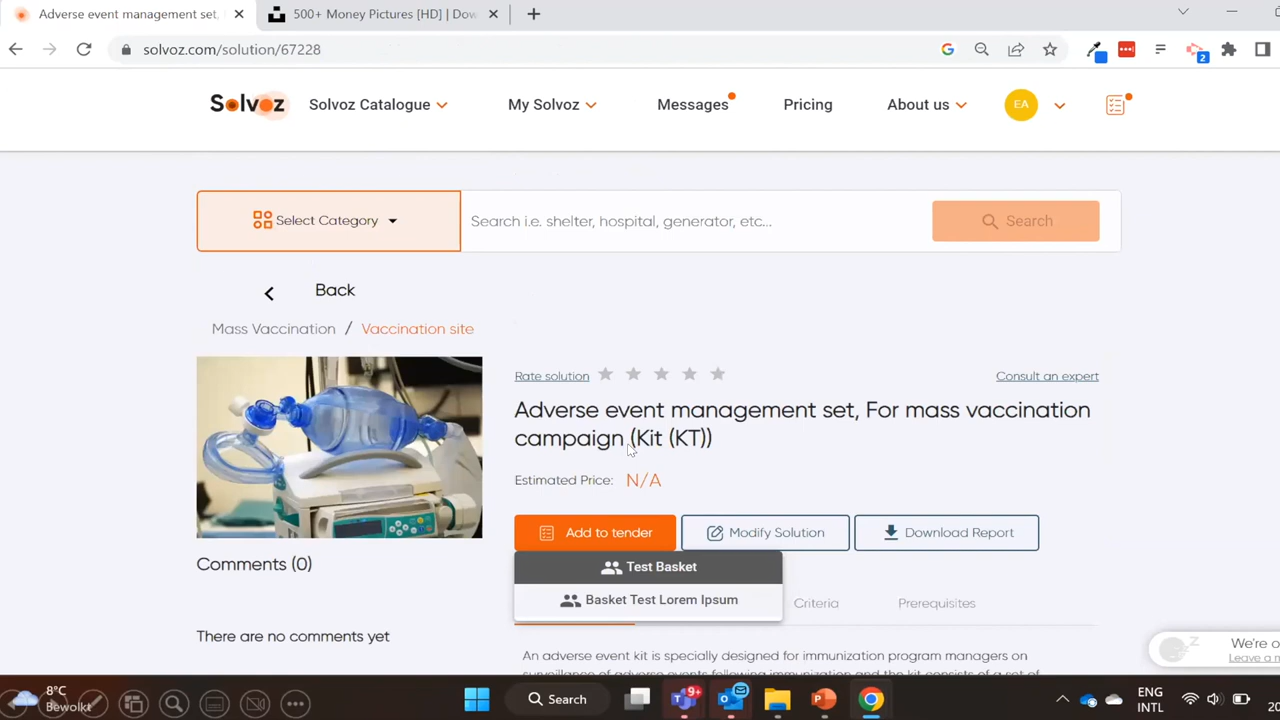 Adverse event management set,
500+ Money Pictures [HD] | Dow
solvoz.com/solution/67228
2
Solvoz
Solvoz Catalogue
My Solvoz
Messages
Pricing
About us
EA
Select Category
Search i.e. shelter, hospital, generator, etc...
Search
Back
Mass Vaccination / Vaccination site
Rate solution
Consult an expert
Adverse event management set, For mass vaccination
campaign (Kit (KT))
Estimated Price: N/A
Add to tender
Modify Solution
Download Report
Test Basket
Basket Test Lorem Ipsum
Criteria
Prerequisites
Comments (0)
There are no comments yet
An adverse event kit is specially designed for immunization program managers on
We're o
Leave a m
8°C
Bewolkt
Search
9+
ENG
INTL
20